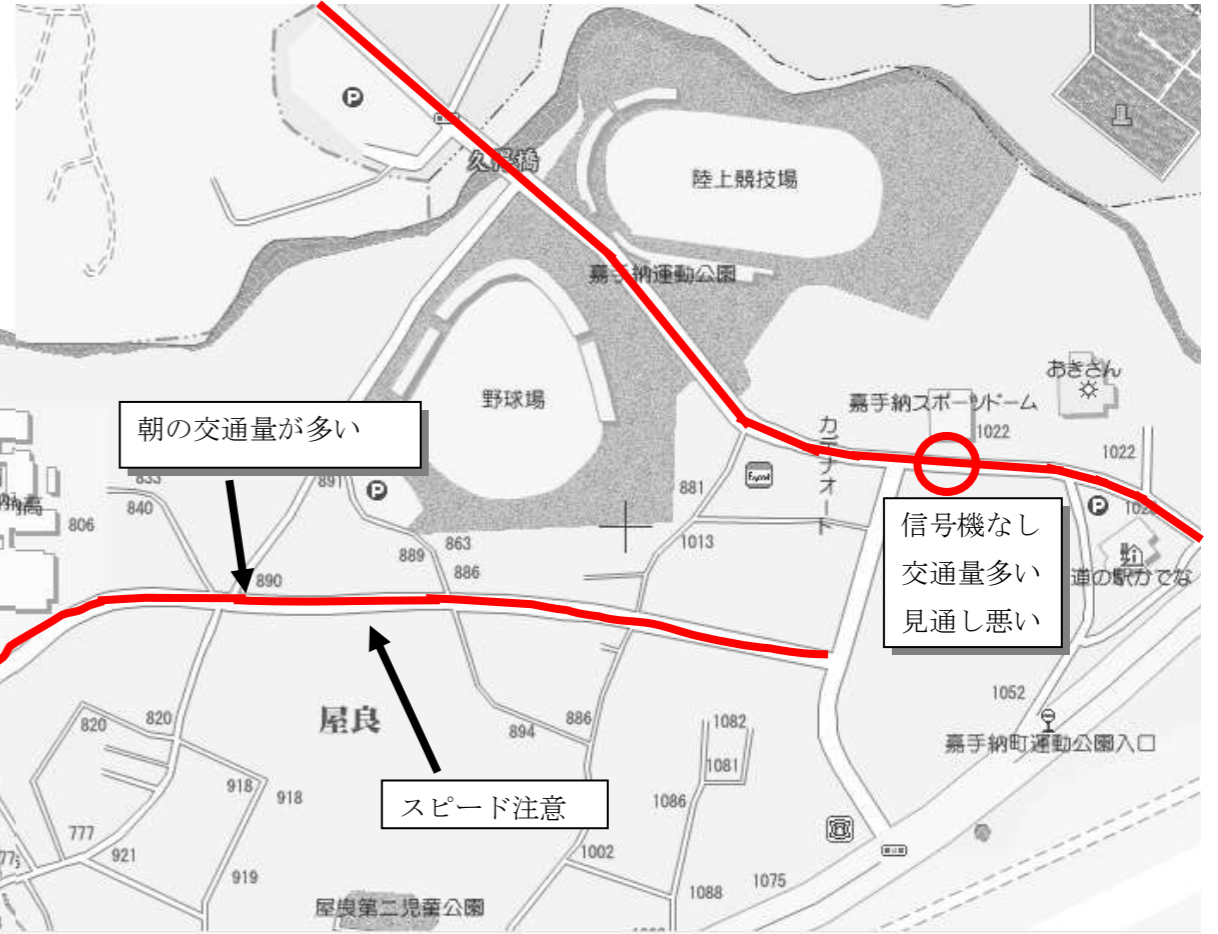 久得橋
陸上競技場
嘉手納運動公園
野球場
おきさん
嘉手納スポーツドーム
1022
1022
カデナオート
朝の交通量が多い
信号機なし
交通量多い
見通し悪い
道の駅かでな
881
1013
891
840
806
889
863
886
890
屋良
820
820
894
886
1082
1081
1086
1052
嘉手納町運動公園入口
スピード注意
918
918
777
921
919
1002
1088
1075
屋良第二児童公園